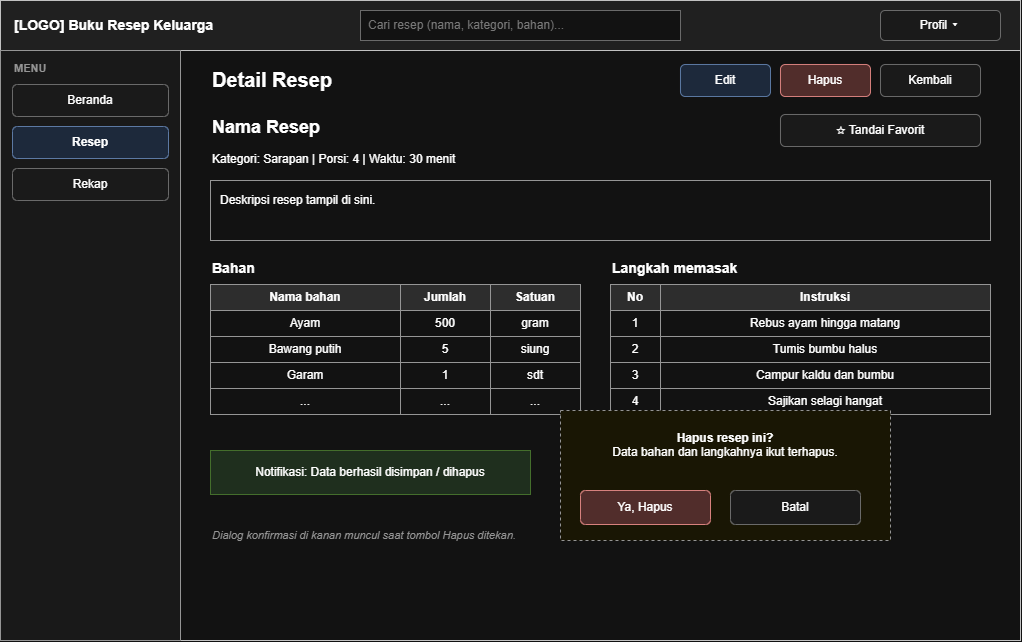 [LOGO] Buku Resep Keluarga
Cari resep (nama, kategori, bahan)...
Profil ▾
MENU
Beranda
Resep
Rekap
Detail Resep
Edit
Hapus
Kembali
Nama Resep
☆ Tandai Favorit
Kategori: Sarapan | Porsi: 4 | Waktu: 30 menit
Deskripsi resep tampil di sini.
Bahan
Nama bahan Jumlah Satuan
Ayam 500 gram
Bawang putih 5 siung
Garam 1 sdt
... ... ...
Langkah memasak
No Instruksi
1 Rebus ayam hingga matang
2 Tumis bumbu halus
3 Campur kaldu dan bumbu
4 Sajikan selagi hangat
Notifikasi: Data berhasil disimpan / dihapus
Dialog konfirmasi di kanan muncul saat tombol Hapus ditekan.
Hapus resep ini?
Data bahan dan langkahnya ikut terhapus.
Ya, Hapus
Batal